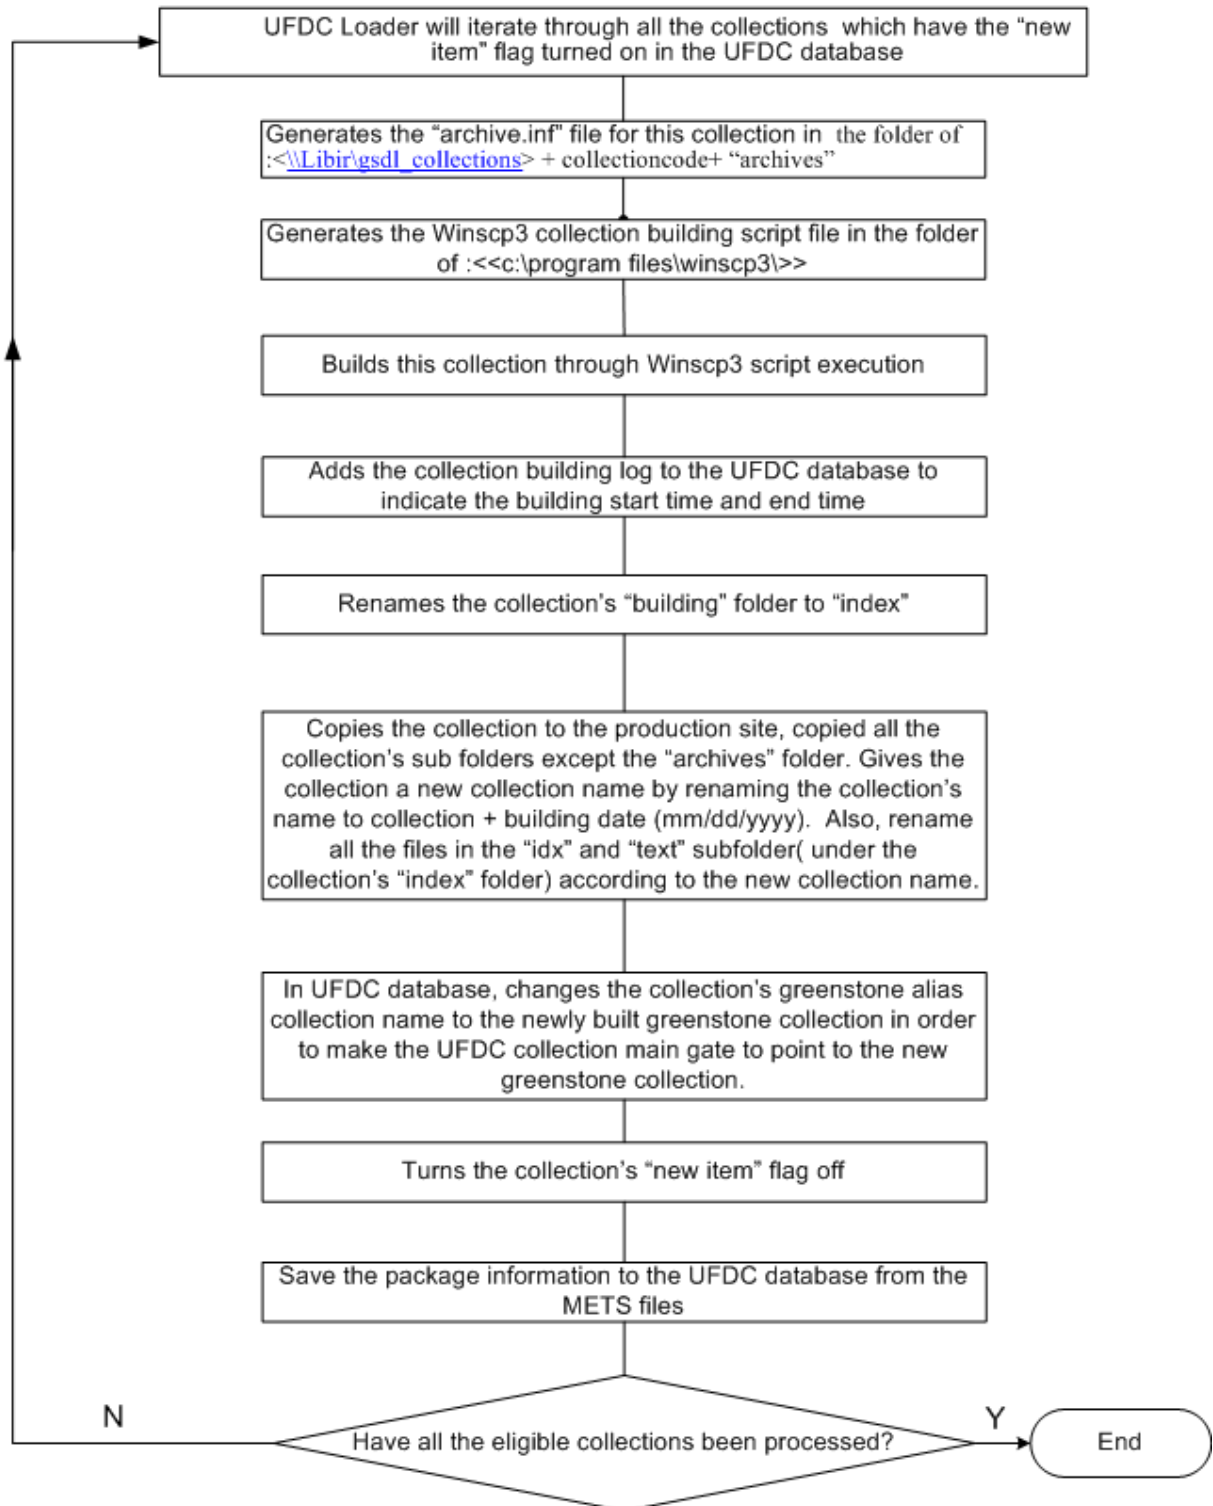 UFDC Loader will iterate through all the collections which have the “new
item” flag turned on in the UFDC database
Generates the “archive.inf” file for this collection in the folder of
:<\\Libir\gsdl_collections> + collectioncode+ “archives”
Generates the Winscp3 collection building script file in the folder
of :<<c:\program files\winscp3\>>
Builds this collection through Winscp3 script execution
Adds the collection building log to the UFDC database to
indicate the building start time and end time
Renames the collection’s “building” folder to “index”
Copies the collection to the production site, copied all the
collection’s sub folders except the “archives” folder. Gives the
collection a new collection name by renaming the collection’s
name to collection + building date (mm/dd/yyyy). Also, rename
all the files in the “idx” and “text” subfolder( under the
collection’s “index” folder) according to the new collection name.
In UFDC database, changes the collection’s greenstone alias
collection name to the newly built greenstone collection in order
to make the UFDC collection main gate to point to the new
greenstone collection.
Turns the collection’s “new item” flag off
Save the package information to the UFDC database from the
METS files
N
Have all the eligible collections been processed?
Y
End